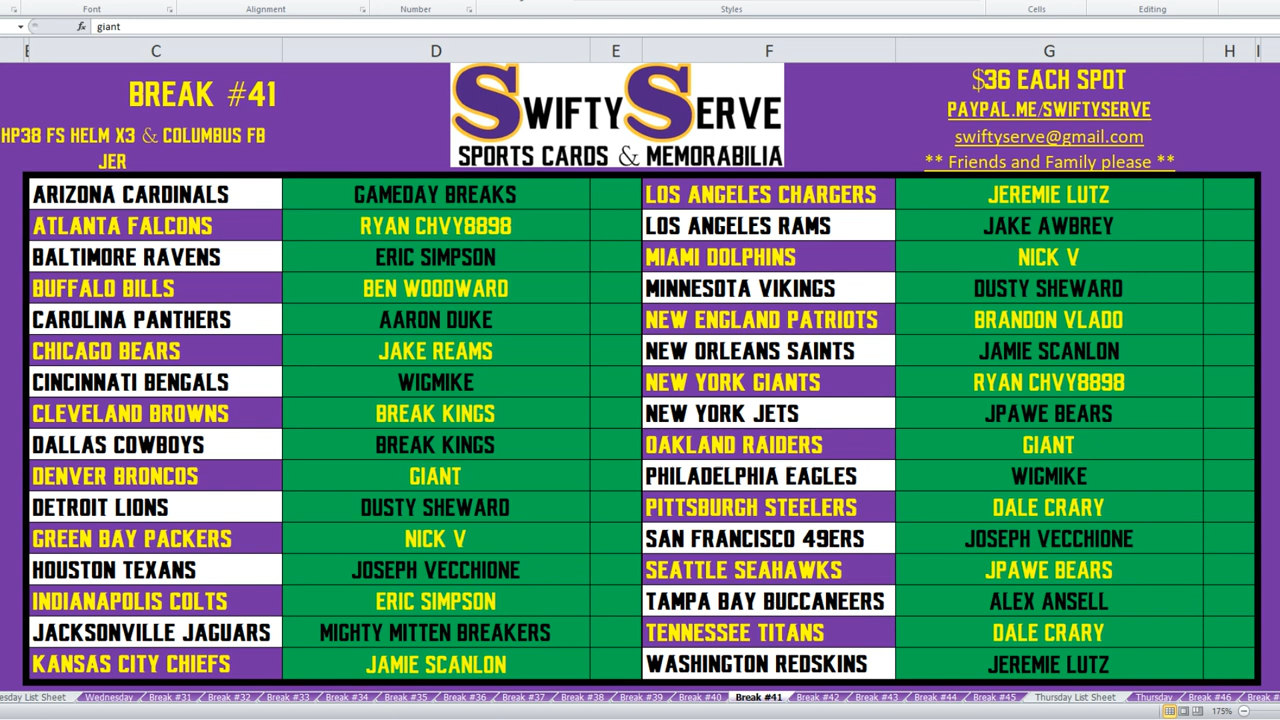 Font Alignment Number Styles Cells Editing
fx giant
C D E F G H I
BREAK #41
HP38 FS HELM X3 & COLUMBUS FB
JER
SWIFTY SERVE
SPORTS CARDS & MEMORABILIA
$36 EACH SPOT
PAYPAL.ME/SWIFTYSERVE
swiftyserve@gmail.com
** Friends and Family please **
ARIZONA CARDINALS GAMEDAY BREAKS LOS ANGELES CHARGERS JEREMIE LUTZ
ATLANTA FALCONS RYAN CHVY8898 LOS ANGELES RAMS JAKE AWBREY
BALTIMORE RAVENS ERIC SIMPSON MIAMI DOLPHINS NICK V
BUFFALO BILLS BEN WOODWARD MINNESOTA VIKINGS DUSTY SHEWARD
CAROLINA PANTHERS AARON DUKE NEW ENGLAND PATRIOTS BRANDON VLADO
CHICAGO BEARS JAKE REAMS NEW ORLEANS SAINTS JAMIE SCANLON
CINCINNATI BENGALS WIGMIKE NEW YORK GIANTS RYAN CHVY8898
CLEVELAND BROWNS BREAK KINGS NEW YORK JETS JPAWE BEARS
DALLAS COWBOYS BREAK KINGS OAKLAND RAIDERS GIANT
DENVER BRONCOS GIANT PHILADELPHIA EAGLES WIGMIKE
DETROIT LIONS DUSTY SHEWARD PITTSBURGH STEELERS DALE CRARY
GREEN BAY PACKERS NICK V SAN FRANCISCO 49ERS JOSEPH VECCHIONE
HOUSTON TEXANS JOSEPH VECCHIONE SEATTLE SEAHAWKS JPAWE BEARS
INDIANAPOLIS COLTS ERIC SIMPSON TAMPA BAY BUCCANEERS ALEX ANSELL
JACKSONVILLE JAGUARS MIGHTY MITTEN BREAKERS TENNESSEE TITANS DALE CRARY
KANSAS CITY CHIEFS JAMIE SCANLON WASHINGTON REDSKINS JEREMIE LUTZ
esday List Sheet Wednesday Break #31 Break #32 Break #33 Break #34 Break #35 Break #36 Break #37 Break #38 Break #39 Break #40 Break #41 Break #42 Break #43 Break #44 Break #45 Thursday List Sheet Thursday Break #46 Break #
175%